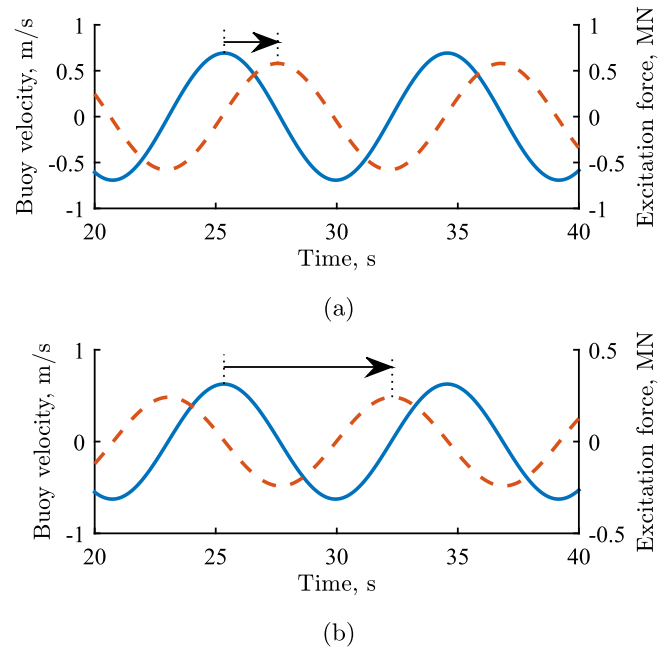 1 1
0.5 0.5
0 0
-0.5 -0.5
-1 -1
20 25 30 35 40
Buoy velocity, m/s
Excitation force, MN
Time, s
(a)
1 0.5
0 0
-1 -0.5
20 25 30 35 40
Buoy velocity, m/s
Excitation force, MN
Time, s
(b)